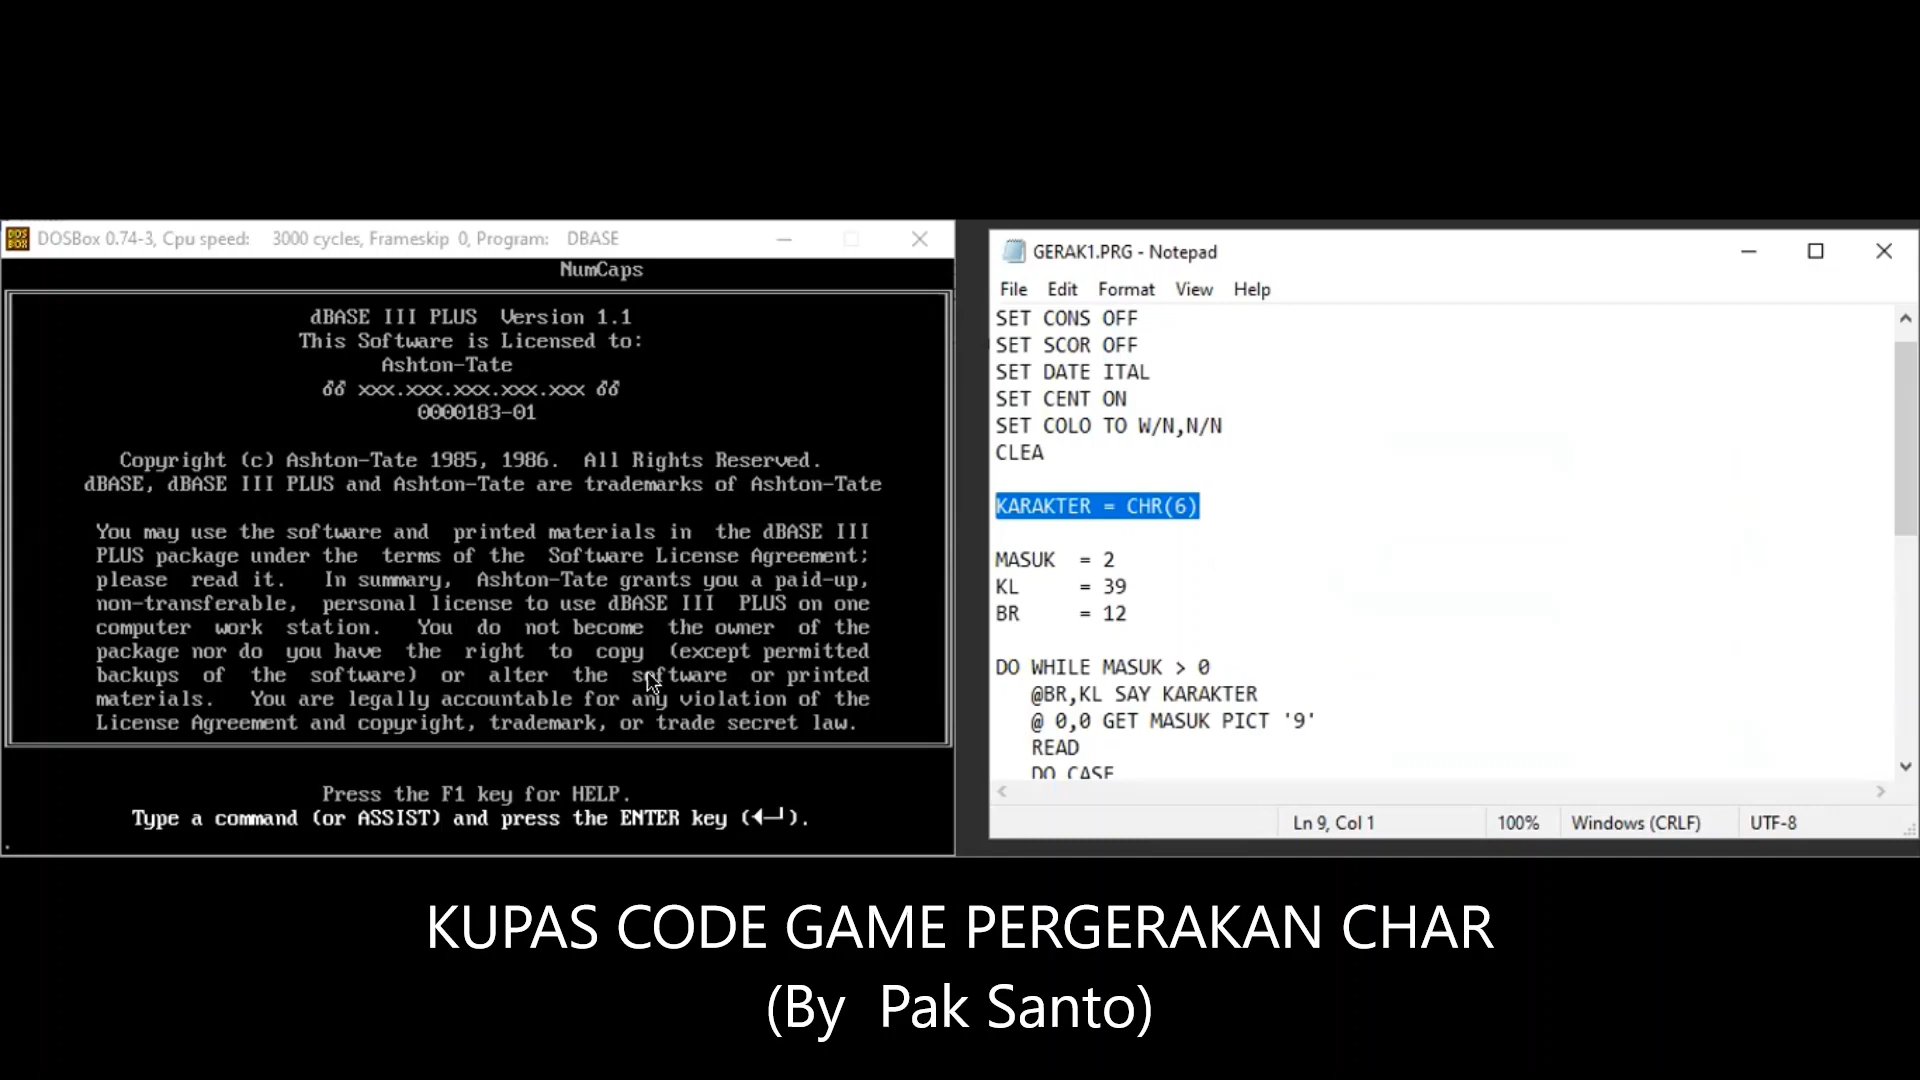 DOSBox 0.74-3, Cpu speed: 3000 cycles, Frameskip 0, Program: DBASE
NumCaps
dBASE III PLUS Version 1.1
This Software is Licensed to:
Ashton-Tate
δδ xxx.xxx.xxx.xxx.xxx δδ
0000183-01
Copyright (c) Ashton-Tate 1985, 1986. All Rights Reserved.
dBASE, dBASE III PLUS and Ashton-Tate are trademarks of Ashton-Tate
You may use the software and printed materials in the dBASE III
PLUS package under the terms of the Software License Agreement;
please read it. In summary, Ashton-Tate grants you a paid-up,
non-transferable, personal license to use dBASE III PLUS on one
computer work station. You do not become the owner of the
package nor do you have the right to copy (except permitted
backups of the software) or alter the software or printed
materials. You are legally accountable for any violation of the
License Agreement and copyright, trademark, or trade secret law.
Press the F1 key for HELP.
Type a command (or ASSIST) and press the ENTER key (◄─┘).
.
GERAK1.PRG - Notepad
File Edit Format View Help
SET CONS OFF
SET SCOR OFF
SET DATE ITAL
SET CENT ON
SET COLO TO W/N,N/N
CLEA
KARAKTER = CHR(6)
MASUK = 2
KL = 39
BR = 12
DO WHILE MASUK > 0
@BR,KL SAY KARAKTER
@ 0,0 GET MASUK PICT '9'
READ
DO CASE
Ln 9, Col 1 100% Windows (CRLF) UTF-8
KUPAS CODE GAME PERGERAKAN CHAR
(By Pak Santo)